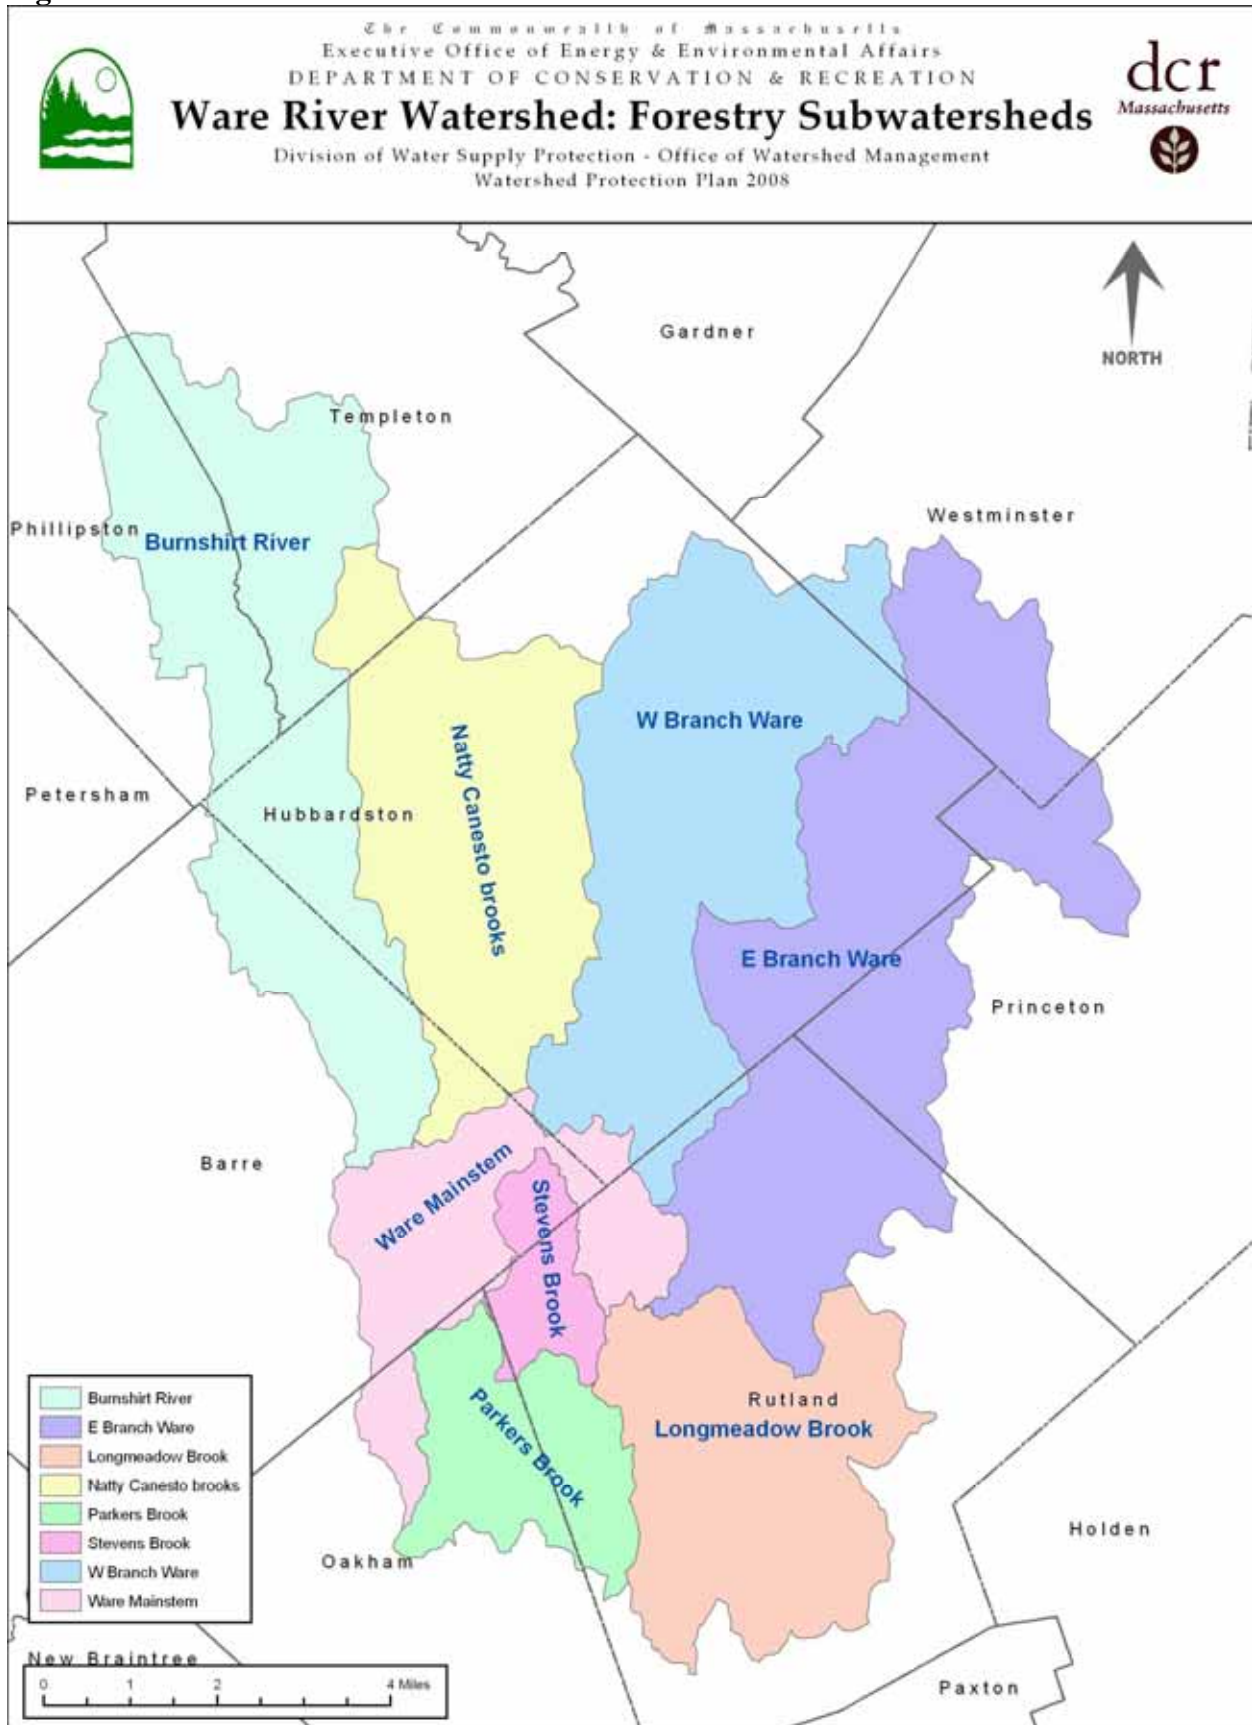 The Commonwealth of Massachusetts
Executive Office of Energy & Environmental Affairs
DEPARTMENT OF CONSERVATION & RECREATION
Ware River Watershed: Forestry Subwatersheds
Division of Water Supply Protection - Office of Watershed Management
Watershed Protection Plan 2008
dcr
Massachusetts
Gardner
NORTH
Templeton
Westminster
Phillipston
Burnshirt River
W Branch Ware
Natty Canesto brooks
Petersham
Hubbardston
E Branch Ware
Princeton
Barre
Ware Mainstem
Stevens Brook
Rutland
Longmeadow Brook
Parkers Brook
Holden
Oakham
Burnshirt River
E Branch Ware
Longmeadow Brook
Natty Canesto brooks
Parkers Brook
Stevens Brook
W Branch Ware
Ware Mainstem
New Braintree
0 1 2 4 Miles
Paxton